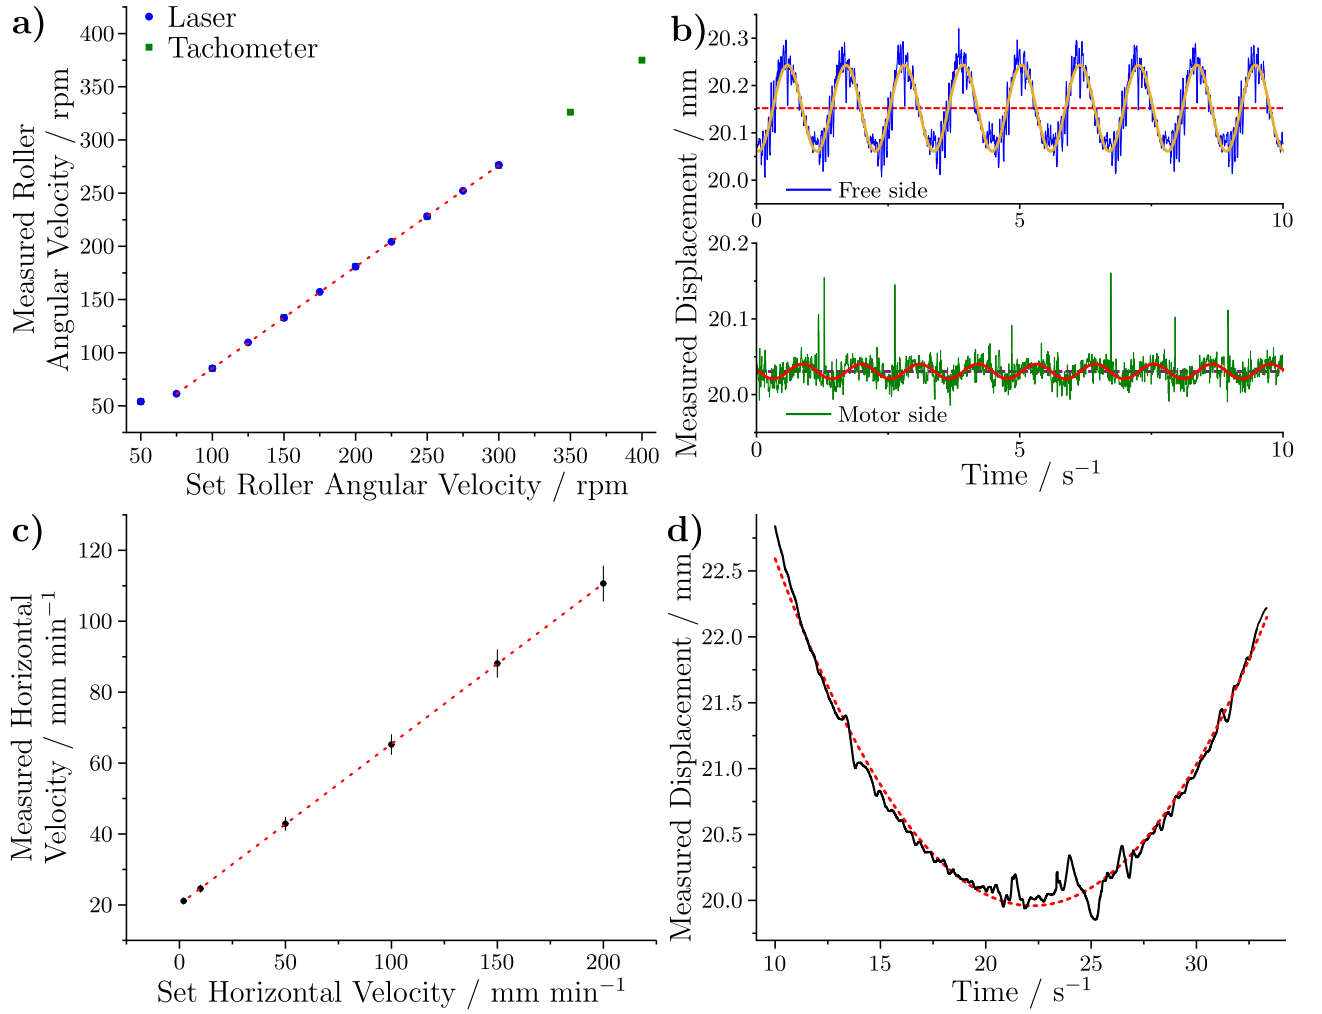 a)
Laser
Tachometer
400
350
300
250
200
150
100
50
Measured Roller
Angular Velocity / rpm
50 100 150 200 250 300 350 400
Set Roller Angular Velocity / rpm
b)
20.3
20.2
20.1
20.0
Free side
0 5 10
20.2
20.1
20.0
Motor side
0 5 10
Measured Displacement / mm
Time / s⁻¹
c)
120
100
80
60
40
20
Measured Horizontal
Velocity / mm min⁻¹
0 50 100 150 200
Set Horizontal Velocity / mm min⁻¹
d)
22.5
22.0
21.5
21.0
20.5
20.0
Measured Displacement / mm
10 15 20 25 30
Time / s⁻¹